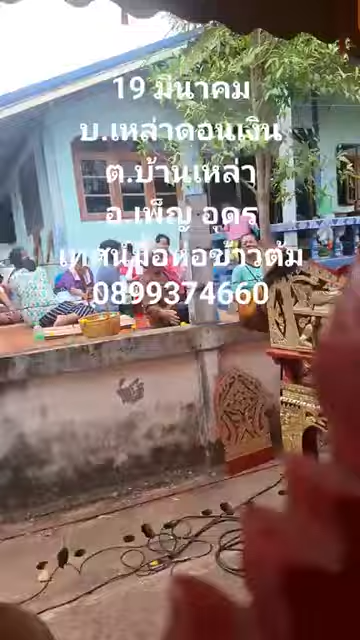 19 มีนาคม
บ.เหล่าดอนเงิน
ต.บ้านเหล่า
อ.เพ็ญ อุดร
เทสน์มื้อห่อข้าวต้ม
0899374660